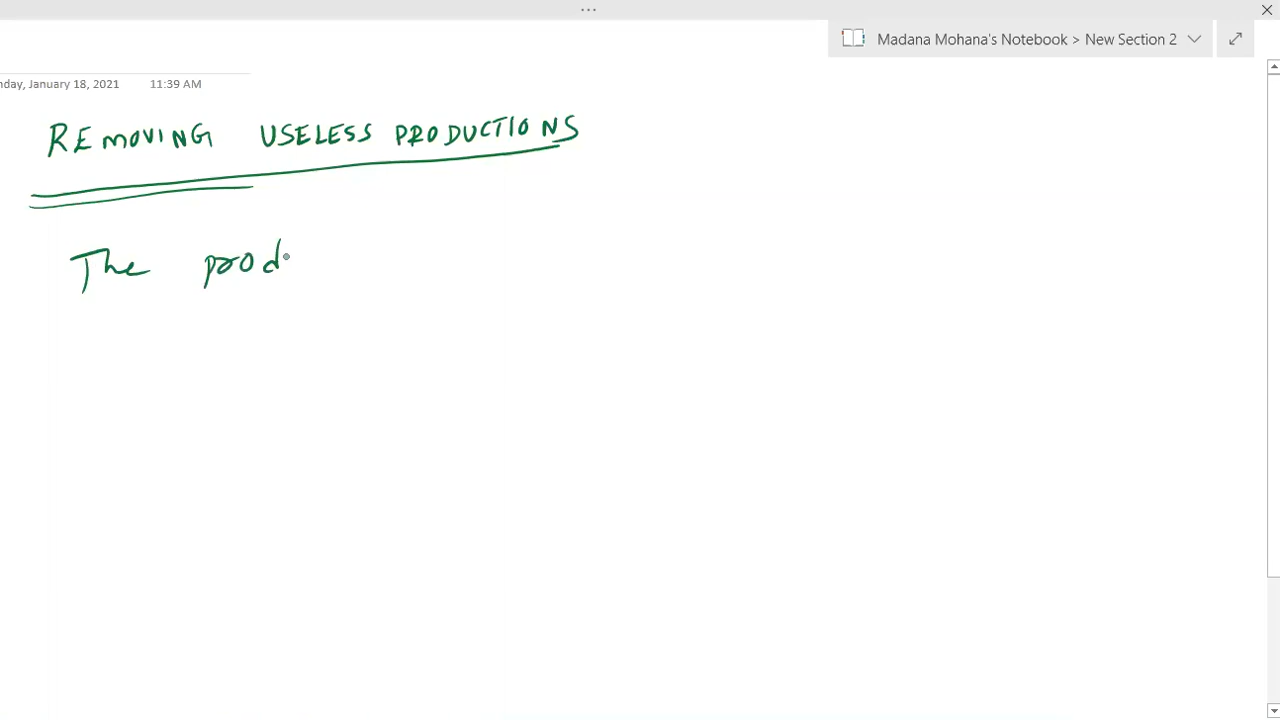 Madana Mohana's Notebook > New Section 2
nday, January 18, 2021 11:39 AM
REMOVING USELESS PRODUCTIONS
The prod